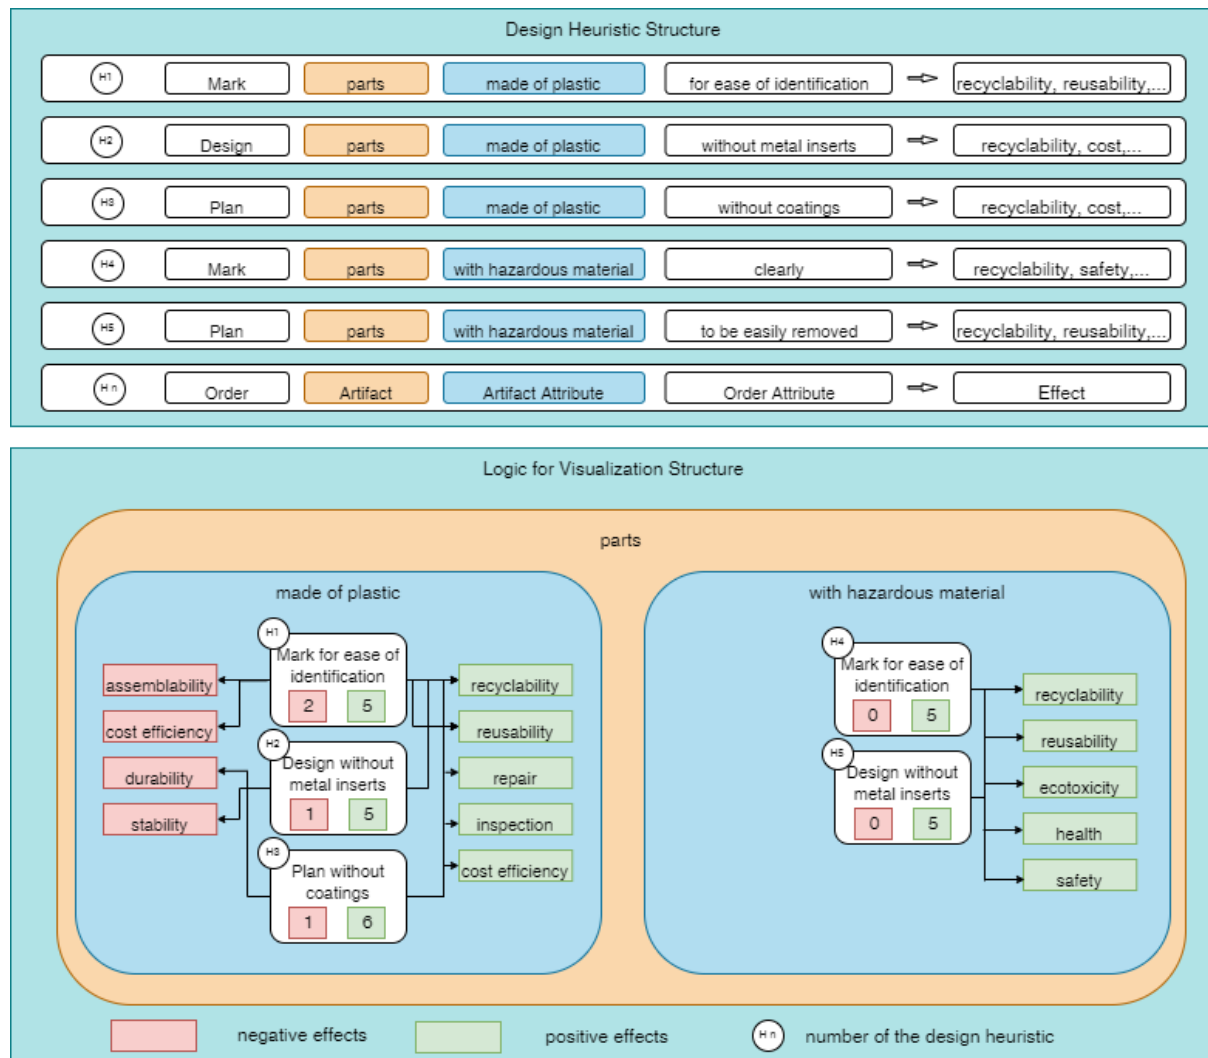 Design Heuristic Structure
H1 Mark parts made of plastic for ease of identification recyclability, reusability,...
H2 Design parts made of plastic without metal inserts recyclability, cost,...
H3 Plan parts made of plastic without coatings recyclability, cost,...
H4 Mark parts with hazardous material clearly recyclability, safety,...
H5 Plan parts with hazardous material to be easily removed recyclability, reusability,...
H n Order Artifact Artifact Attribute Order Attribute Effect
Logic for Visualization Structure
parts
made of plastic
H1
Mark for ease of
identification
2 5
H2
Design without
metal inserts
1 5
H3
Plan without
coatings
1 6
assemblability
cost efficiency
durability
stability
recyclability
reusability
repair
inspection
cost efficiency
with hazardous material
H4
Mark for ease of
identification
0 5
H5
Design without
metal inserts
0 5
recyclability
reusability
ecotoxicity
health
safety
negative effects positive effects H n number of the design heuristic